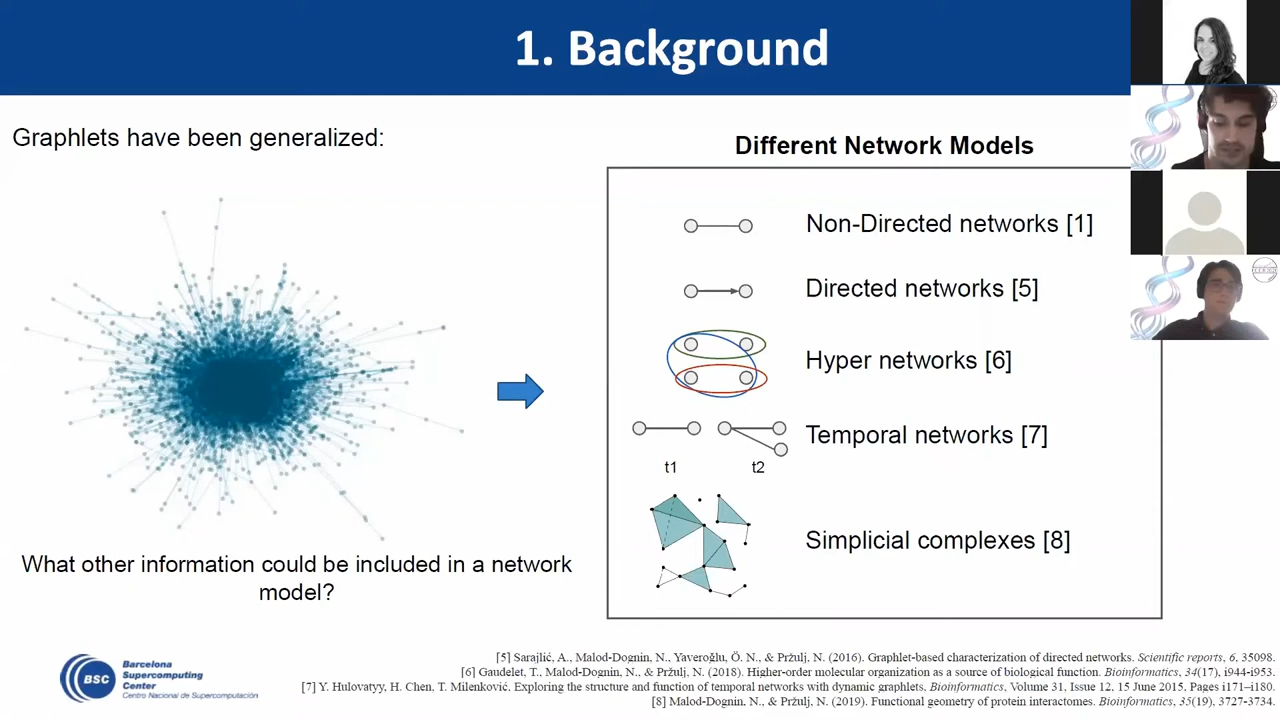 1. Background
Graphlets have been generalized:
Different Network Models
Non-Directed networks [1]
Directed networks [5]
Hyper networks [6]
Temporal networks [7]
t1
t2
Simplicial complexes [8]
What other information could be included in a network
model?
BSC
Barcelona
Supercomputing
Center
Centro Nacional de Supercomputación
[5] Sarajlić, A., Malod-Dognin, N., Yaveroğlu, Ö. N., & Pržulj, N. (2016). Graphlet-based characterization of directed networks. Scientific reports, 6, 35098.
[6] Gaudelet, T., Malod-Dognin, N., & Pržulj, N. (2018). Higher-order molecular organization as a source of biological function. Bioinformatics, 34(17), i944-i953.
[7] Y. Hulovatyy, H. Chen, T. Milenković. Exploring the structure and function of temporal networks with dynamic graphlets, Bioinformatics, Volume 31, Issue 12, 15 June 2015, Pages i171–i180.
[8] Malod-Dognin, N., & Pržulj, N. (2019). Functional geometry of protein interactomes. Bioinformatics, 35(19), 3727-3734.